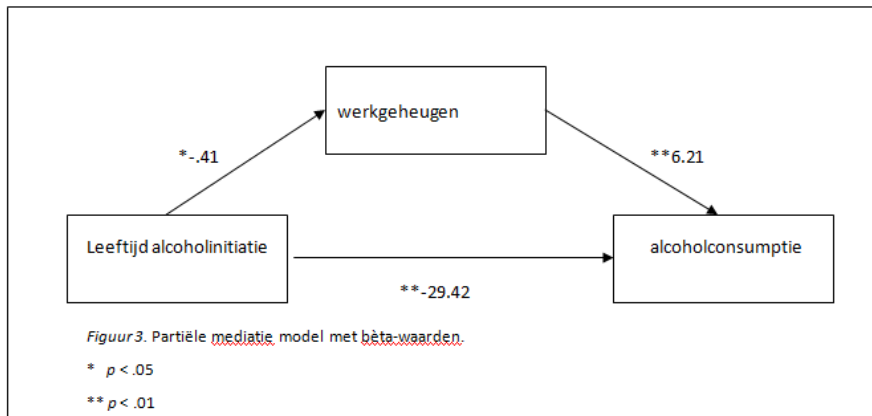 werkgeheugen
*-.41
**6.21
Leeftijd alcoholinitiatie
alcoholconsumptie
**-29.42
Figuur 3. Partiële mediatie model met bèta-waarden.
* p < .05
** p < .01